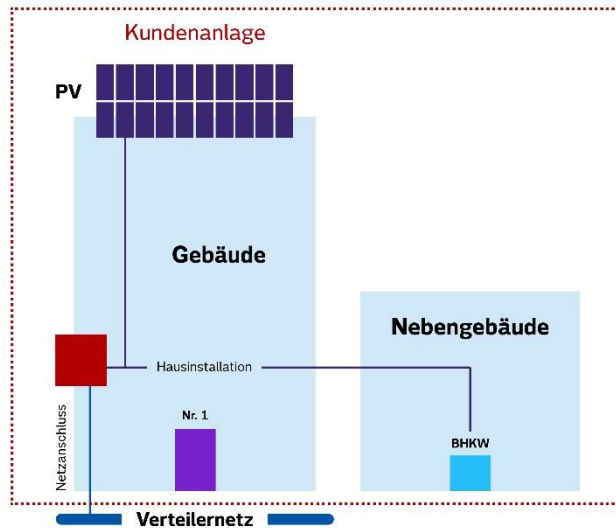 Kundenanlage
PV
Gebäude
Nebengebäude
Hausinstallation
Netzanschluss
Nr. 1
BHKW
Verteilernetz